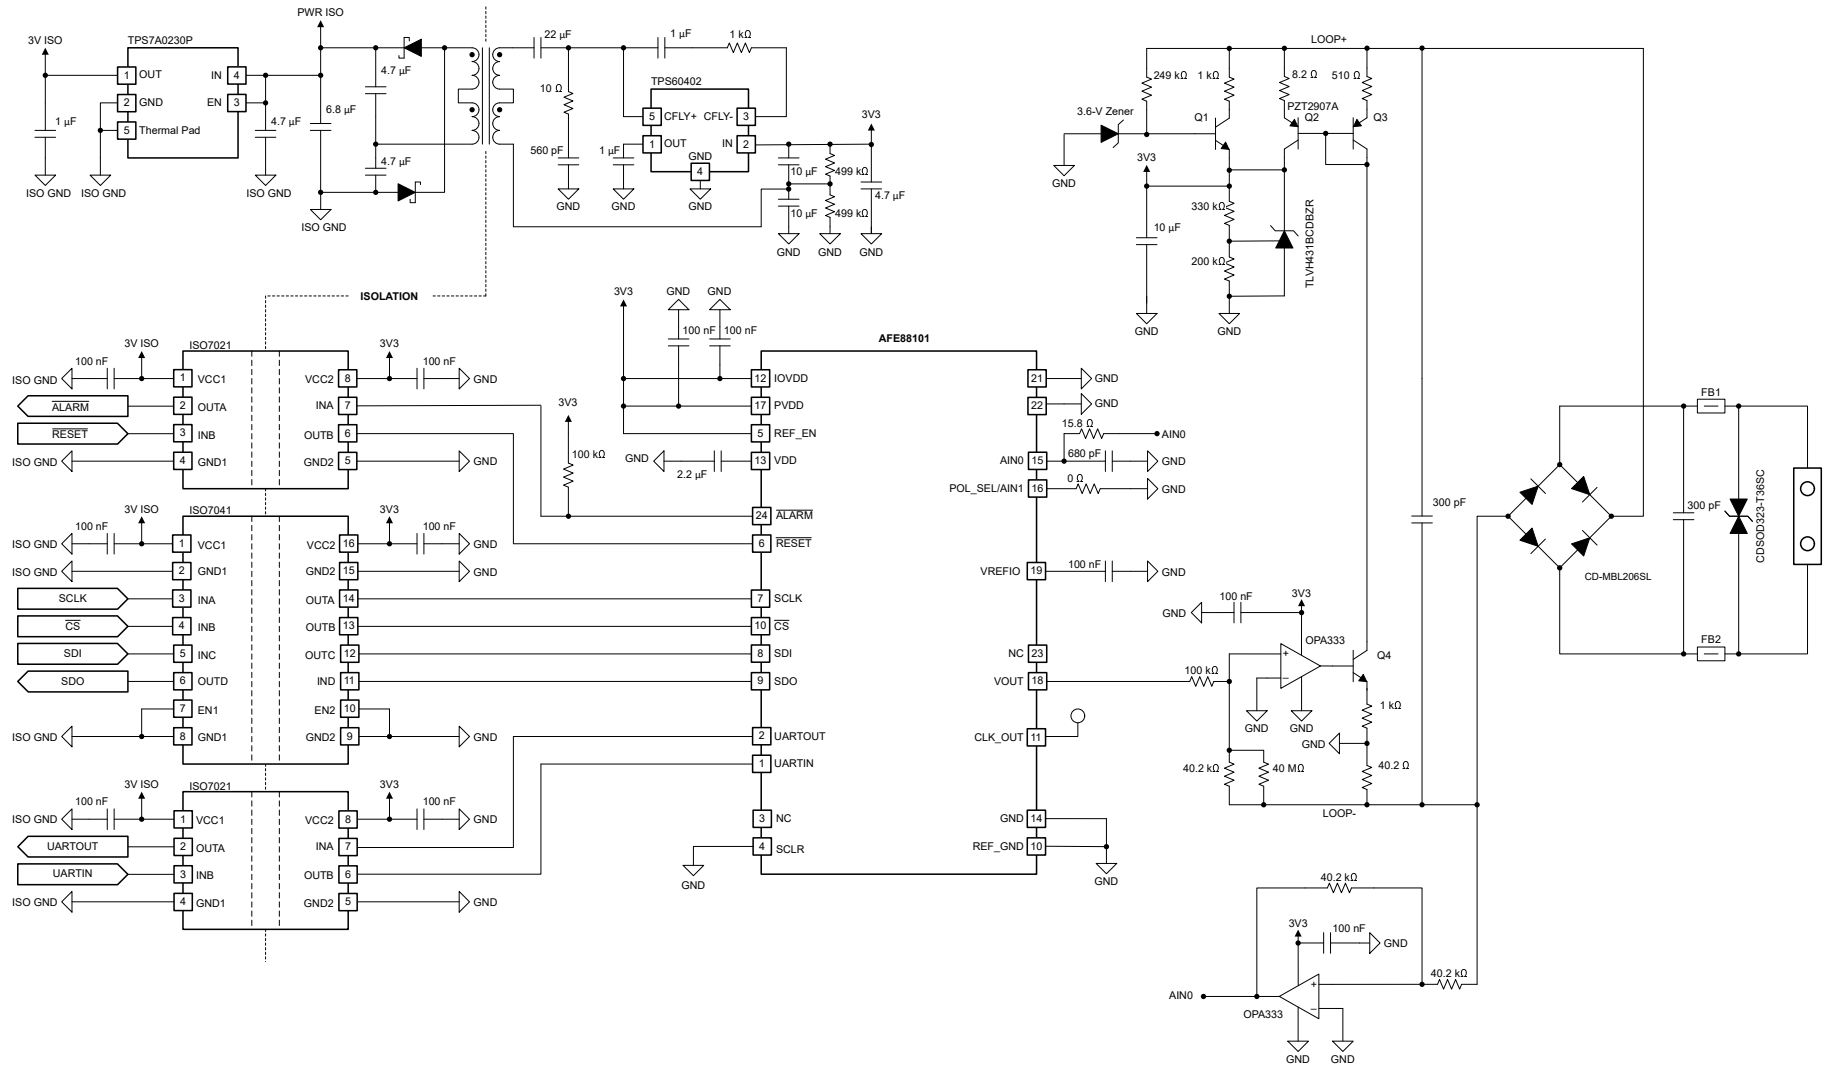 PWR ISO
3V ISO
TPS7A0230P
1 OUT
IN 4
2 GND
EN 3
5 Thermal Pad
1 µF
4.7 µF
6.8 µF
4.7 µF
4.7 µF
ISO GND
ISO GND
ISO GND
ISO GND
22 µF
1 µF
1 kΩ
10 Ω
560 pF
GND
TPS60402
5 CFLY+
CFLY- 3
1 OUT
IN 2
GND
4
1 µF
GND
GND
3V3
10 µF
499 kΩ
10 µF
499 kΩ
4.7 µF
GND
GND
GND
LOOP+
249 kΩ
1 kΩ
8.2 Ω
510 Ω
3.6-V Zener
PZT2907A
Q1
Q2
Q3
GND
3V3
330 kΩ
10 µF
200 kΩ
TLVH431BCDBZR
GND
GND
ISOLATION
ISO7021
3V ISO
3V3
100 nF
100 nF
ISO GND
GND
1 VCC1
VCC2 8
ALARM
2 OUTA
INA 7
RESET
3 INB
OUTB 6
ISO GND
4 GND1
GND2 5
GND
ISO7041
3V ISO
3V3
100 nF
100 nF
ISO GND
1 VCC1
VCC2 16
GND
ISO GND
2 GND1
GND2 15
GND
SCLK
3 INA
OUTA 14
CS
4 INB
OUTB 13
SDI
5 INC
OUTC 12
SDO
6 OUTD
IND 11
7 EN1
EN2 10
ISO GND
8 GND1
GND2 9
GND
ISO7021
3V ISO
3V3
100 nF
100 nF
ISO GND
1 VCC1
VCC2 8
GND
UARTOUT
2 OUTA
INA 7
UARTIN
3 INB
OUTB 6
ISO GND
4 GND1
GND2 5
GND
3V3
GND
GND
100 nF
100 nF
3V3
100 kΩ
GND
2.2 µF
AFE88101
12 IOVDD
17 PVDD
5 REF_EN
13 VDD
24 ALARM
6 RESET
7 SCLK
10 CS
8 SDI
9 SDO
2 UARTOUT
1 UARTIN
3 NC
4 SCLR
GND
21
GND
22
GND
15.8 Ω
AIN0
AIN0 15
680 pF
GND
POL_SEL/AIN1 16
0 Ω
GND
VREFIO 19
100 nF
GND
NC 23
VOUT 18
CLK_OUT 11
GND 14
REF_GND 10
GND
100 nF
GND
3V3
OPA333
+
−
100 kΩ
Q4
GND
GND
1 kΩ
GND
40.2 kΩ
40 MΩ
40.2 Ω
LOOP-
300 pF
CD-MBL206SL
300 pF
FB1
FB2
CDSOD323-T36SC
40.2 kΩ
3V3
100 nF
GND
40.2 kΩ
AIN0
+
−
OPA333
GND
GND